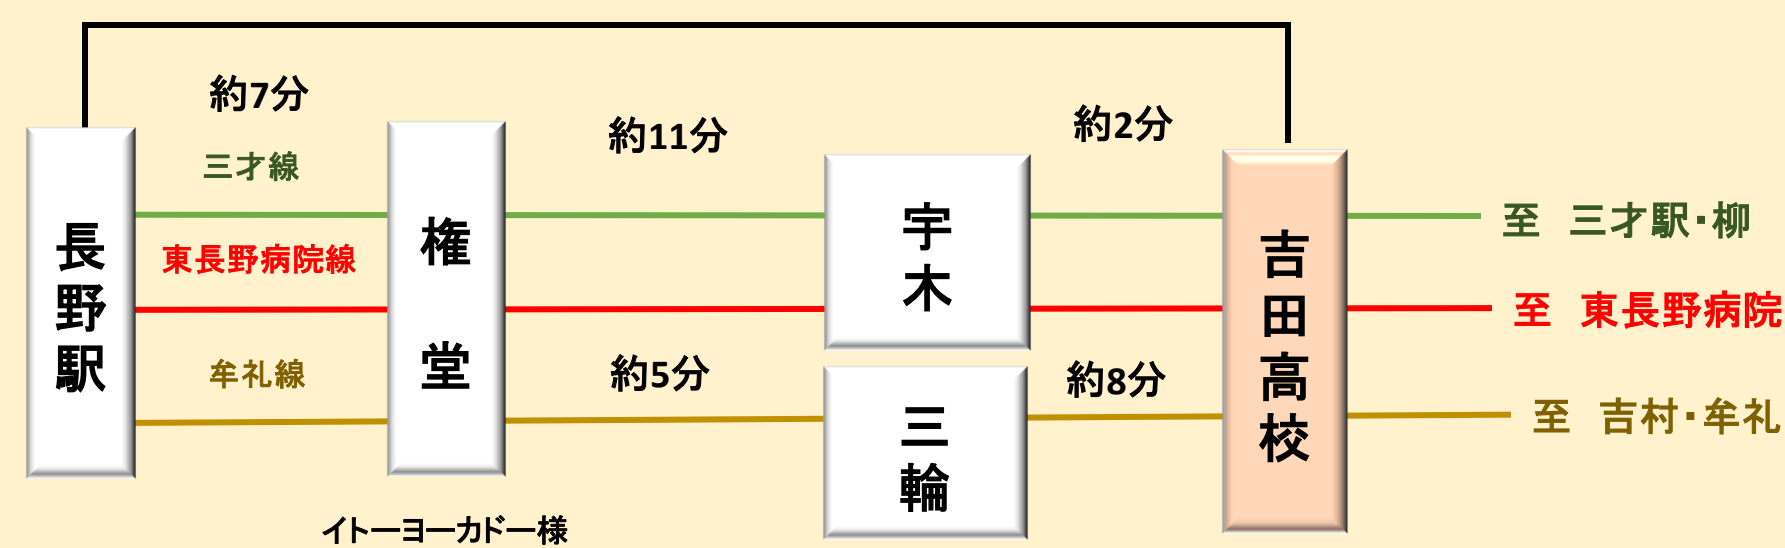 約7分
約11分
約2分
三才線
東長野病院線
牟礼線
長野駅
権堂
宇木
約5分
三輪
約8分
吉田高校
至 三才駅・柳
至 東長野病院
至 吉村・牟礼
イトーヨーカドー様